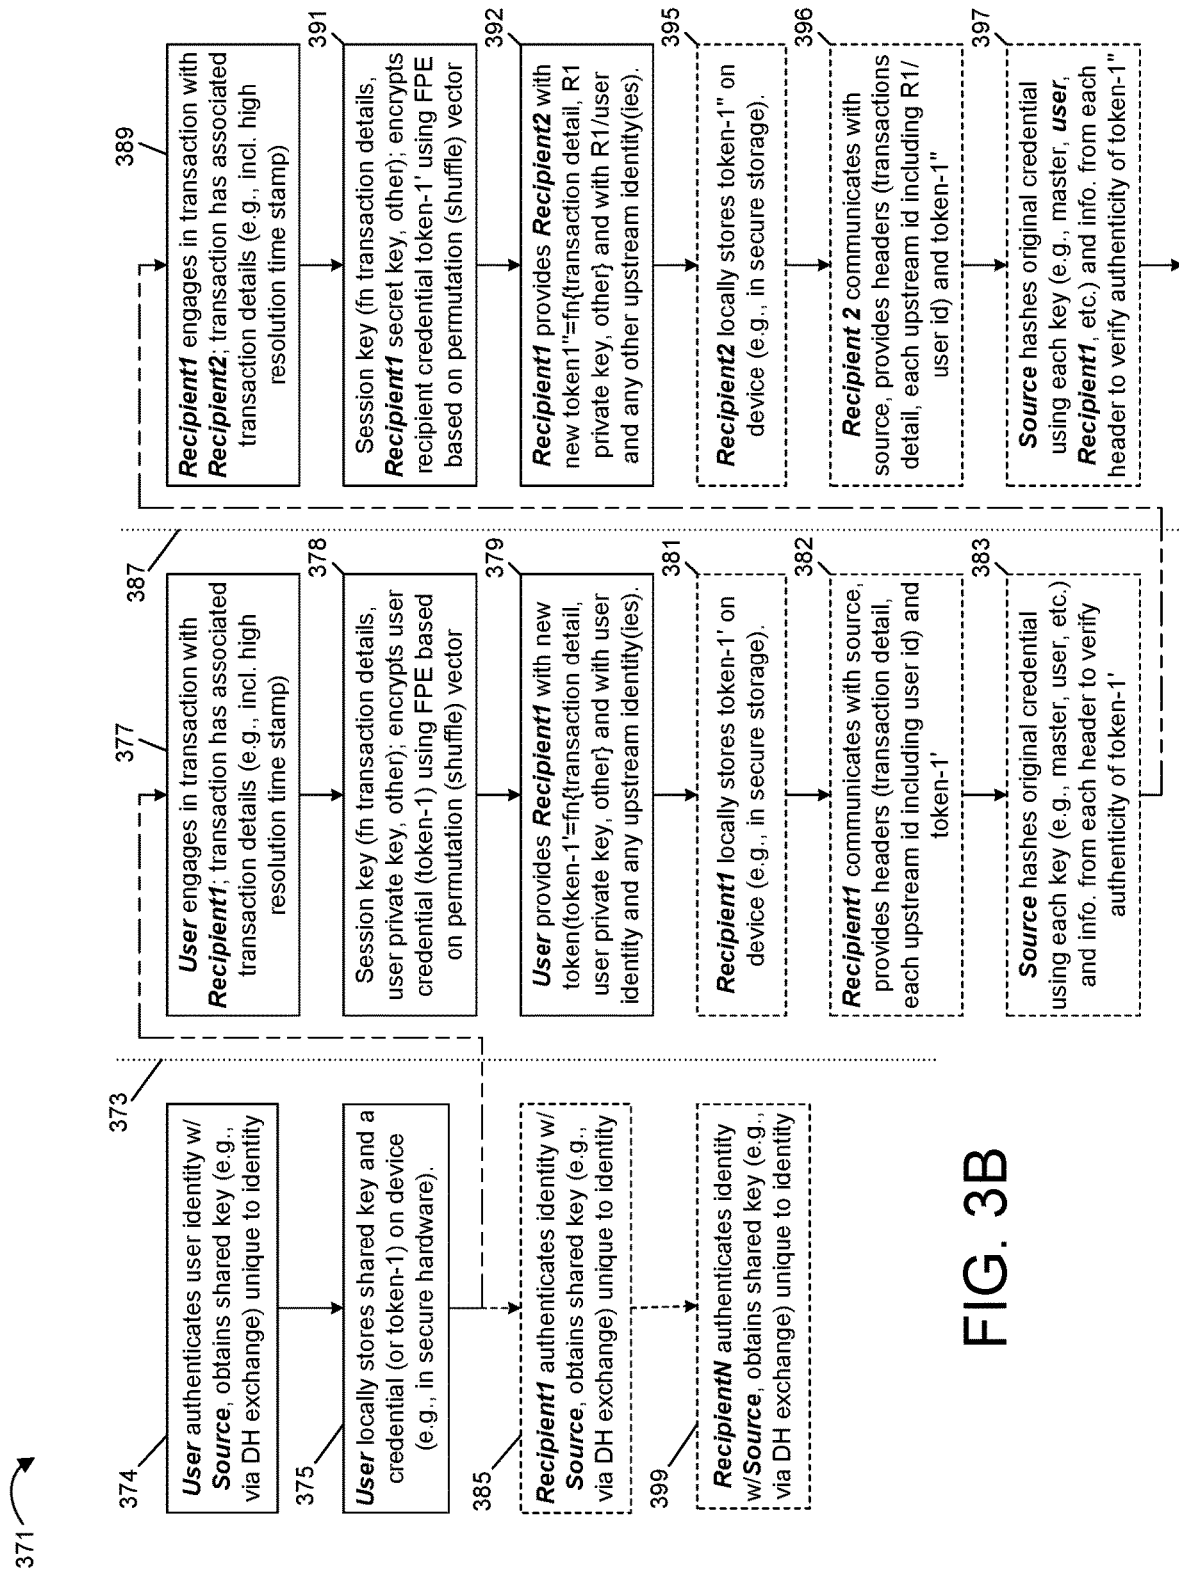 371
373
374
User authenticates user identity w/
Source, obtains shared key (e.g.,
via DH exchange) unique to identity
375
User locally stores shared key and a
credential (or token-1) on device
(e.g., in secure hardware).
385
Recipient1 authenticates identity w/
Source, obtains shared key (e.g.,
via DH exchange) unique to identity
399
RecipientN authenticates identity
w/Source, obtains shared key (e.g.,
via DH exchange) unique to identity
387
377
User engages in transaction with
Recipient1; transaction has associated
transaction details (e.g., incl. high
resolution time stamp)
378
Session key (fn transaction details,
user private key, other); encrypts user
credential (token-1) using FPE based
on permutation (shuffle) vector
379
User provides Recipient1 with new
token(token-1'=fn{transaction detail,
user private key, other} and with user
identity and any upstream identity(ies).
381
Recipient1 locally stores token-1' on
device (e.g., in secure storage).
382
Recipient1 communicates with source,
provides headers (transaction detail,
each upstream id including user id) and
token-1'
383
Source hashes original credential
using each key (e.g., master, user, etc.)
and info. from each header to verify
authenticity of token-1'
389
Recipient1 engages in transaction with
Recipient2; transaction has associated
transaction details (e.g., incl. high
resolution time stamp)
391
Session key (fn transaction details,
Recipient1 secret key, other); encrypts
recipient credential token-1' using FPE
based on permutation (shuffle) vector
392
Recipient1 provides Recipient2 with
new token1"=fn{transaction detail, R1
private key, other} and with R1/user
and any other upstream identity(ies).
395
Recipient2 locally stores token-1" on
device (e.g., in secure storage).
396
Recipient 2 communicates with
source, provides headers (transactions
detail, each upstream id including R1/
user id) and token-1"
397
Source hashes original credential
using each key (e.g., master, user,
Recipient1, etc.) and info. from each
header to verify authenticity of token-1"
FIG. 3B